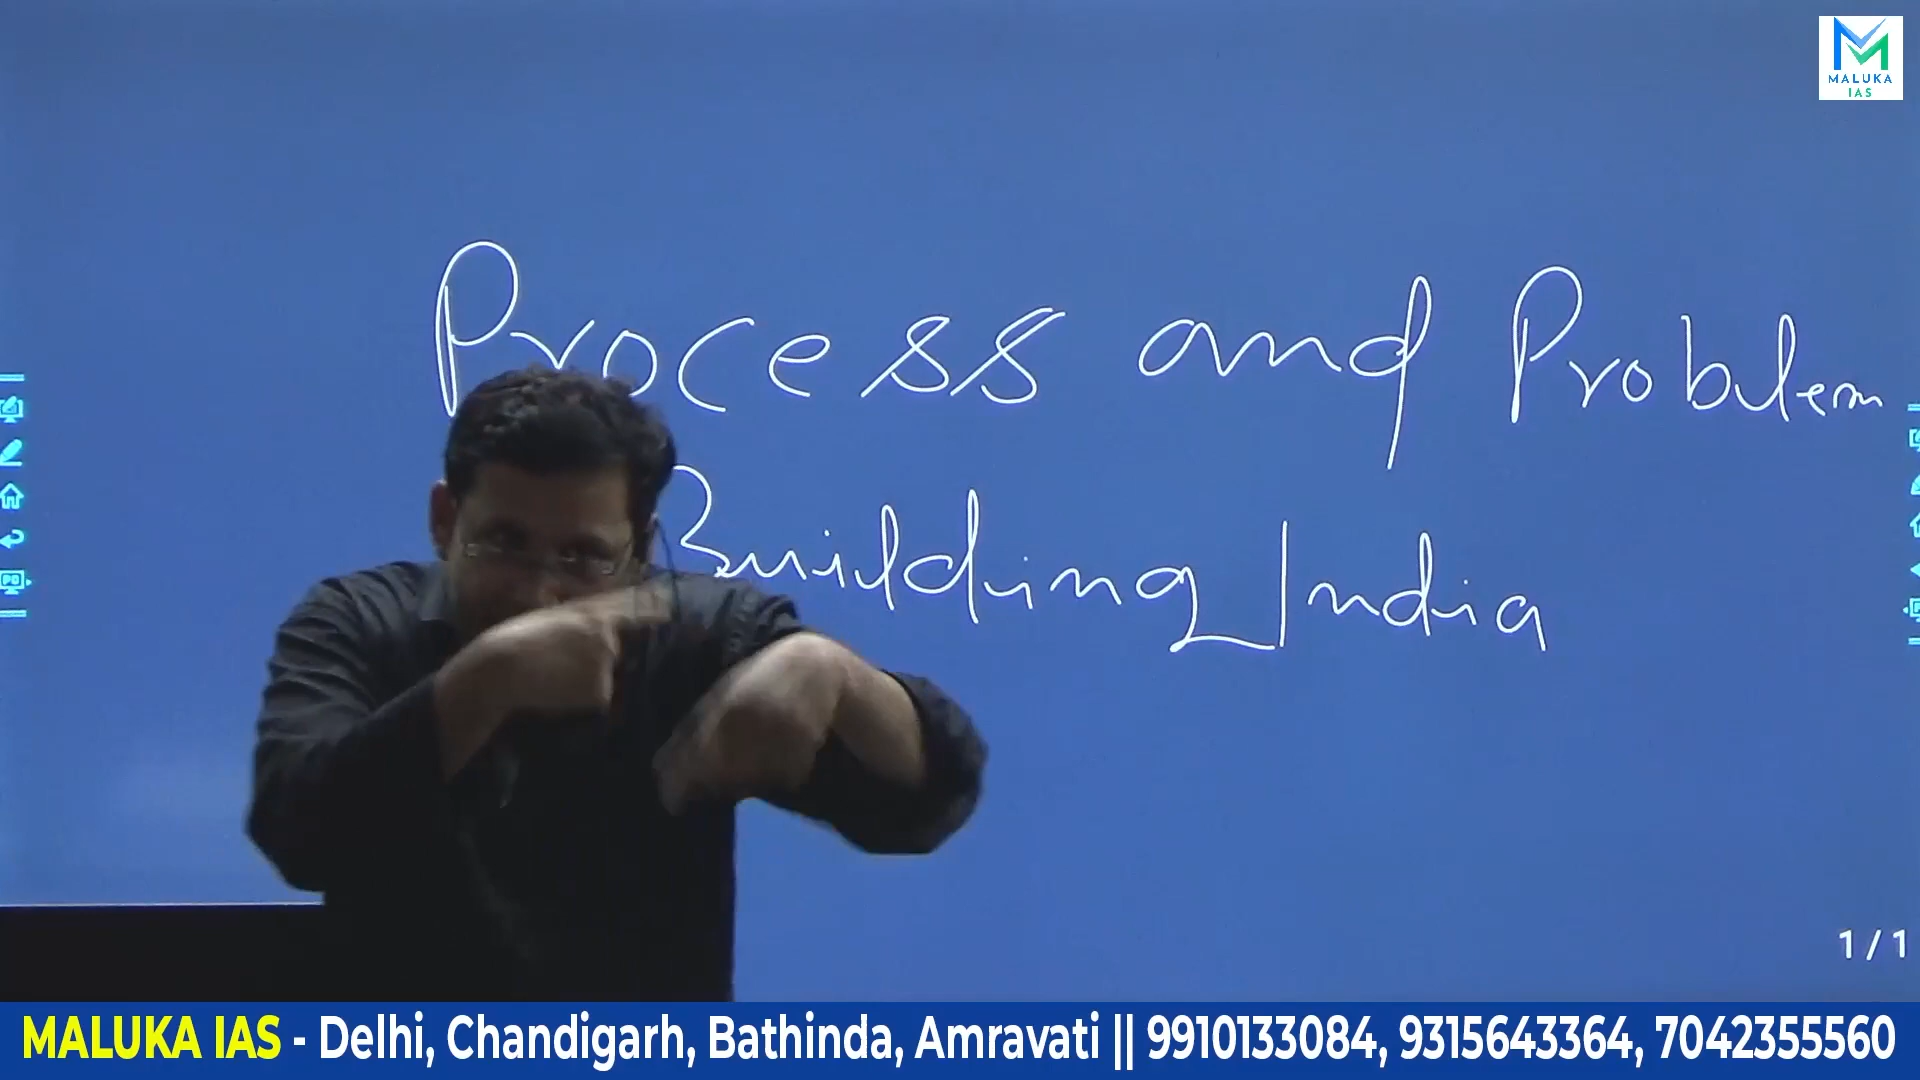 MALUKA
IAS
Process and Problem
Building India
1/1
MALUKA IAS - Delhi, Chandigarh, Bathinda, Amravati || 9910133084, 9315643364, 7042355560